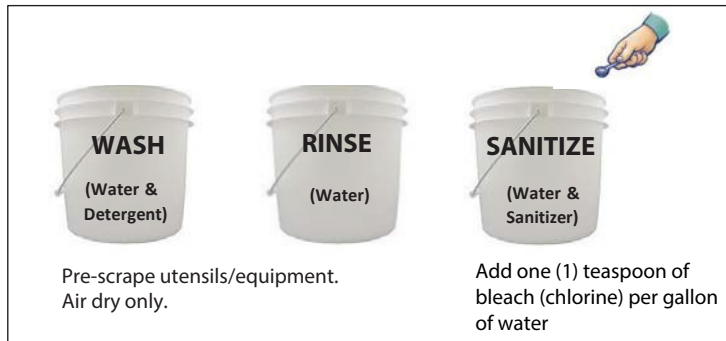 WASH
(Water &
Detergent)
RINSE
(Water)
SANITIZE
(Water &
Sanitizer)
Pre-scrape utensils/equipment.
Air dry only.
Add one (1) teaspoon of
bleach (chlorine) per gallon
of water